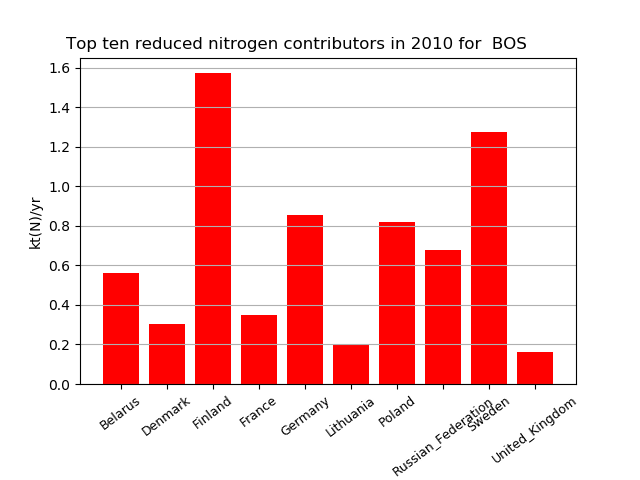 Top ten reduced nitrogen contributors in 2010 for  BOS
kt(N)/yr
1.6
1.4
1.2
1.0
0.8
0.6
0.4
0.2
0.0
Belarus
Denmark
Finland
France
Germany
Lithuania
Poland
Russian_Federation
Sweden
United_Kingdom